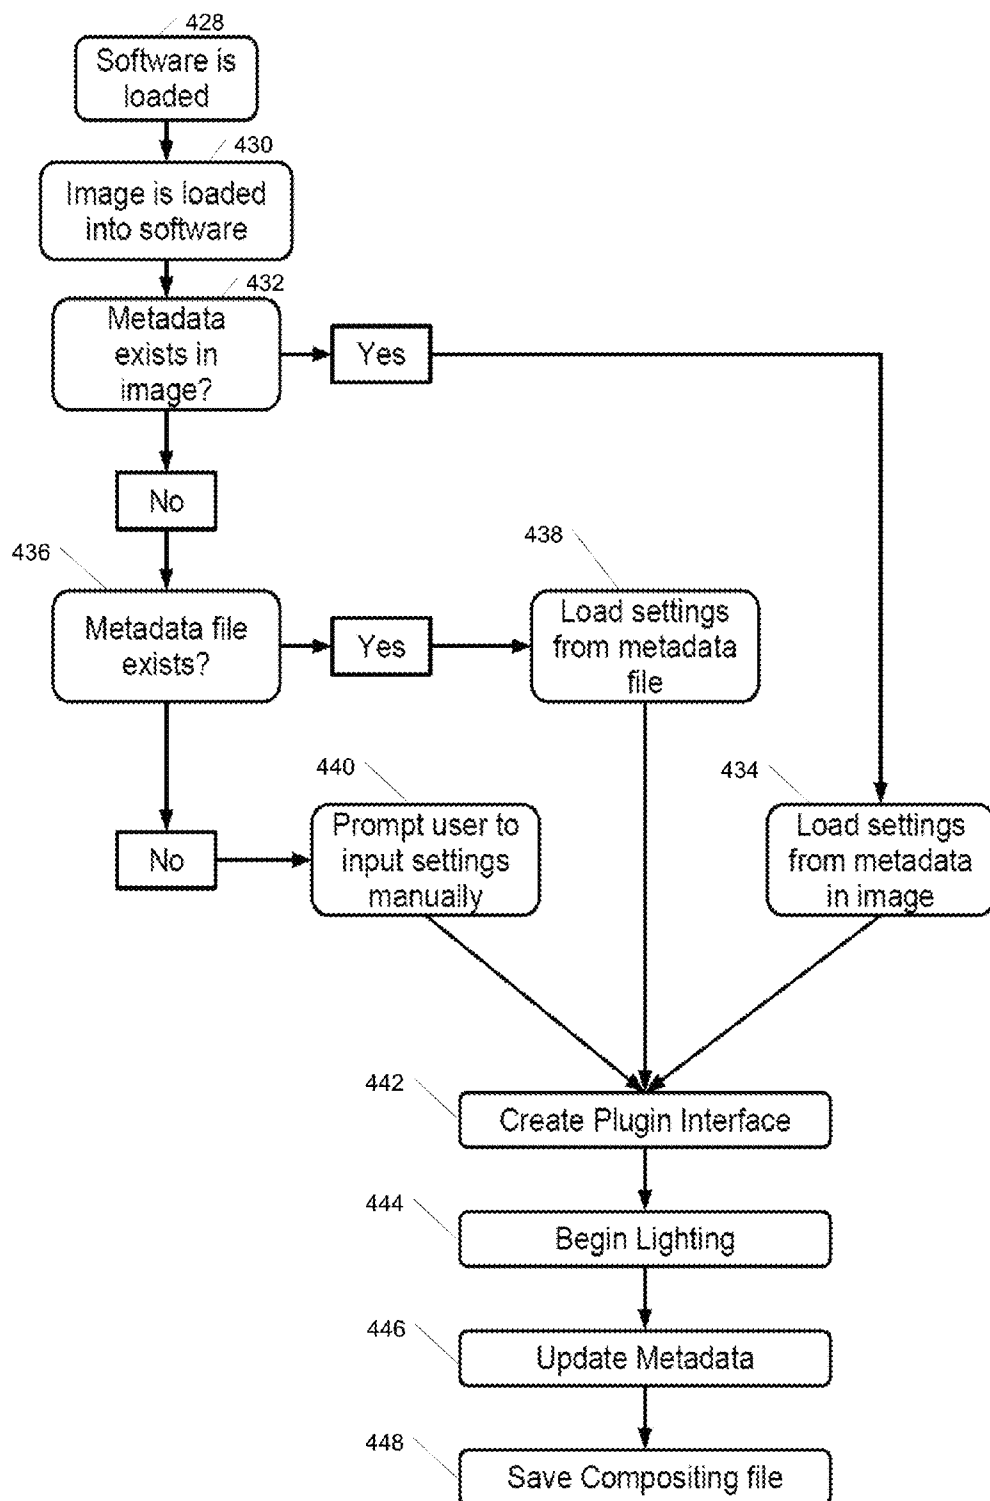 428
Software is
loaded
430
Image is loaded
into software
432
Metadata
exists in
image?
Yes
No
436
Metadata file
exists?
Yes
438
Load settings
from metadata
file
440
Prompt user to
input settings
manually
No
434
Load settings
from metadata
in image
442
Create Plugin Interface
444
Begin Lighting
446
Update Metadata
448
Save Compositing file